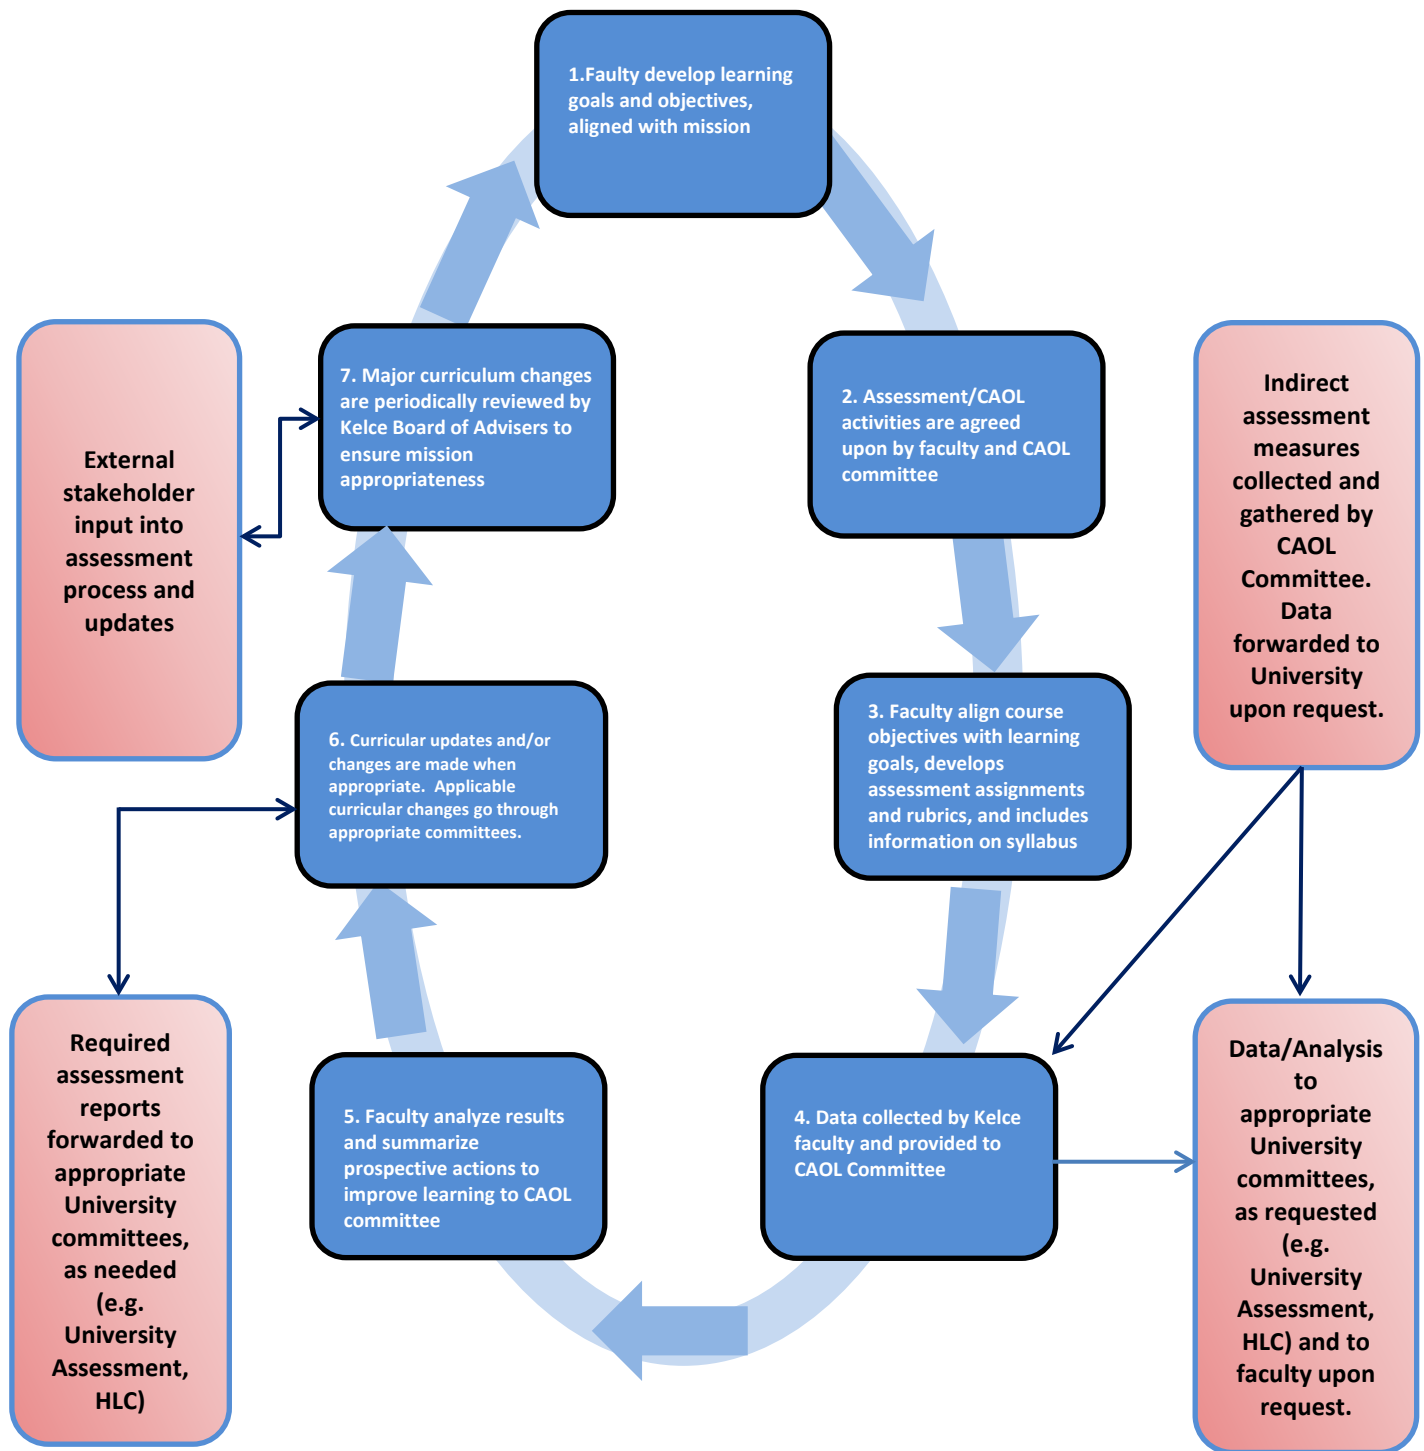 1.Faulty develop learning
goals and objectives,
aligned with mission
2. Assessment/CAOL
activities are agreed
upon by faculty and CAOL
committee
3. Faculty align course
objectives with learning
goals, develops
assessment assignments
and rubrics, and includes
information on syllabus
4. Data collected by Kelce
faculty and provided to
CAOL Committee
5. Faculty analyze results
and summarize
prospective actions to
improve learning to CAOL
committee
6. Curricular updates and/or
changes are made when
appropriate.  Applicable
curricular changes go through
appropriate committees.
7. Major curriculum changes
are periodically reviewed by
Kelce Board of Advisers to
ensure mission
appropriateness
External
stakeholder
input into
assessment
process and
updates
Required
assessment
reports
forwarded to
appropriate
University
committees,
as needed
(e.g.
University
Assessment,
HLC)
Indirect
assessment
measures
collected and
gathered by
CAOL
Committee.
Data
forwarded to
University
upon request.
Data/Analysis
to
appropriate
University
committees,
as requested
(e.g.
University
Assessment,
HLC) and to
faculty upon
request.